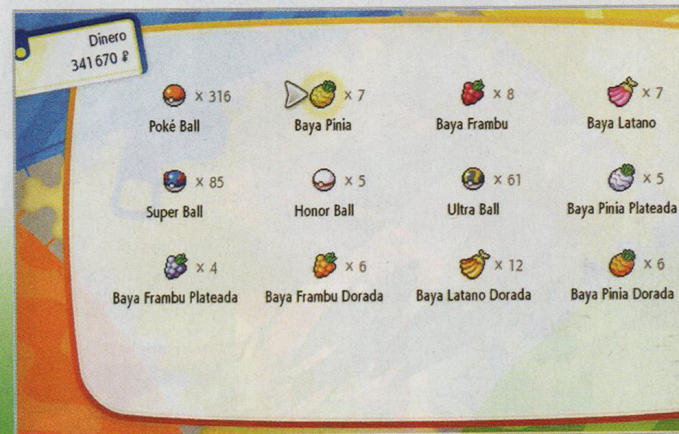 Dinero
341 670 ₽
x 316
x 7
x 8
x 7
Poké Ball
Baya Pinia
Baya Frambu
Baya Latano
x 85
x 5
x 61
x 5
Super Ball
Honor Ball
Ultra Ball
Baya Pinia Plateada
x 4
x 6
x 12
x 6
Baya Frambu Plateada
Baya Frambu Dorada
Baya Latano Dorada
Baya Pinia Dorada